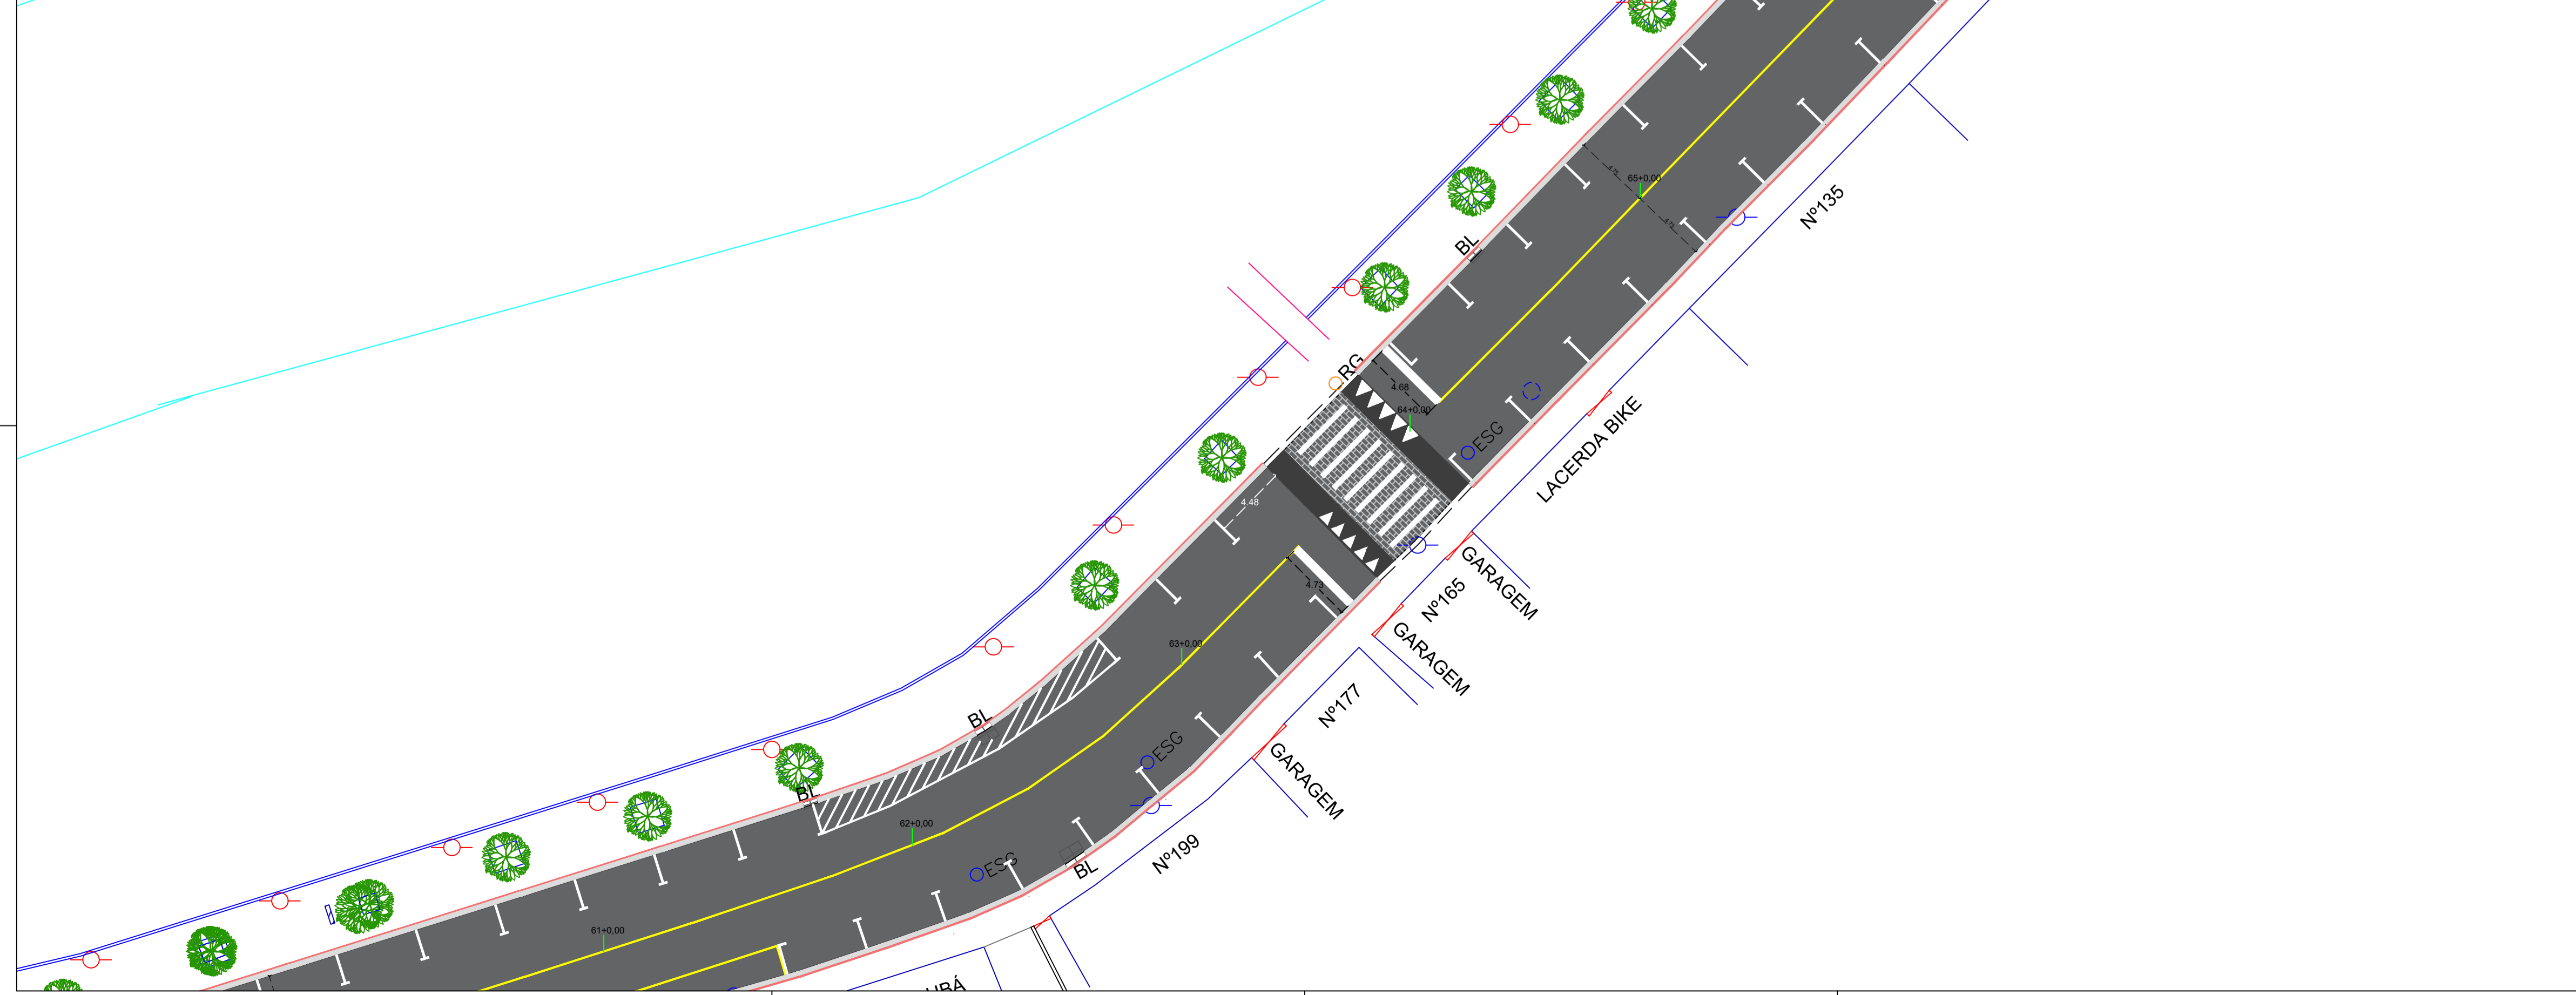 65+0,00
Nº135
BL
RG
4.68
64+0,00
ESG
LACERDA BIKE
4.48
GARAGEM
4.73
Nº165
GARAGEM
63+0,00
Nº177
BL
ESG
GARAGEM
BL
62+0,00
Nº199
ESG
BL
61+0,00